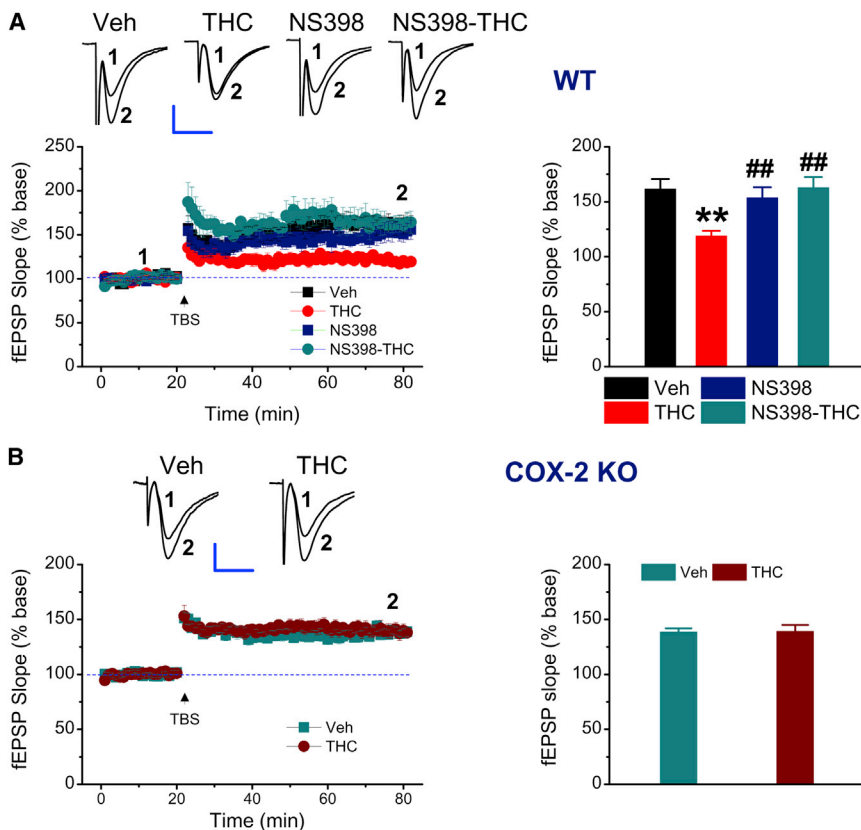 A
Veh THC NS398 NS398-THC
1 1 1 1
2 2 2 2
WT
fEPSP Slope (% base)
250
200
150
100
50
0
1
2
TBS
Veh
THC
NS398
NS398-THC
0 20 40 60 80
Time (min)
fEPSP Slope (% base)
200
150
100
50
0
** ## ##
Veh NS398
THC NS398-THC
B
Veh THC
1 1
2 2
COX-2 KO
fEPSP Slope (% base)
200
150
100
50
0
2
TBS
Veh
THC
0 20 40 60 80
Time (min)
fEPSP slope (% base)
200
150
100
50
0
Veh THC